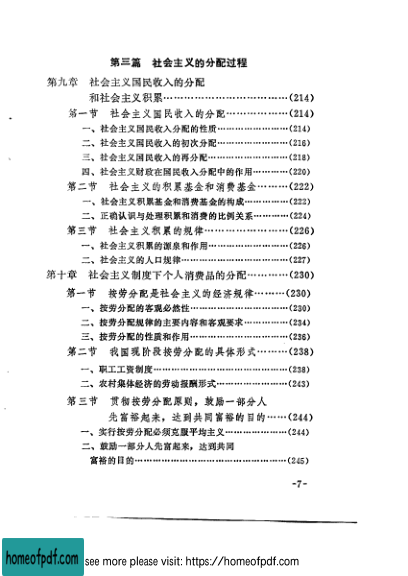 第三篇 社会主义的分配过程
第九章 社会主义国民收入的分配
和社会主义积累……………………………(214)
第一节 社会主义国民收入的分配……………(214)
一、社会主义国民收入分配的性质…………………(214)
二、社会主义国民收入的初次分配…………………(216)
三、社会主义国民收入的再分配……………………(218)
四、社会主义财政在国民收入分配中的作用………(220)
第二节 社会主义的积累基金和消费基金………(222)
一、社会主义积累基金和消费基金的构成…………(222)
二、正确认识与处理积累和消费的比例关系………(224)
第三节 社会主义积累的规律…………………(226)
一、社会主义积累的源泉和作用……………………(226)
二、社会主义的人口规律……………………………(227)
第十章 社会主义制度下个人消费品的分配…………(230)
第一节 按劳分配是社会主义的经济规律………(230)
一、按劳分配的客观必然性…………………………(230)
二、按劳分配规律的主要内容和客观要求…………(234)
三、按劳分配的性质和作用…………………………(236)
第二节 我国现阶段按劳分配的具体形式………(238)
一、职工工资制度……………………………………(238)
二、农村集体经济的劳动报酬形式…………………(243)
第三节 贯彻按劳分配原则，鼓励一部分人
先富裕起来，达到共同富裕的目的……(244)
一、实行按劳分配必须克服平均主义………………(244)
二、鼓励一部分人先富起来，达到共同
富裕的目的……………………………………(245)
-7-
homeofpdf.com
see more please visit: https://homeofpdf.com